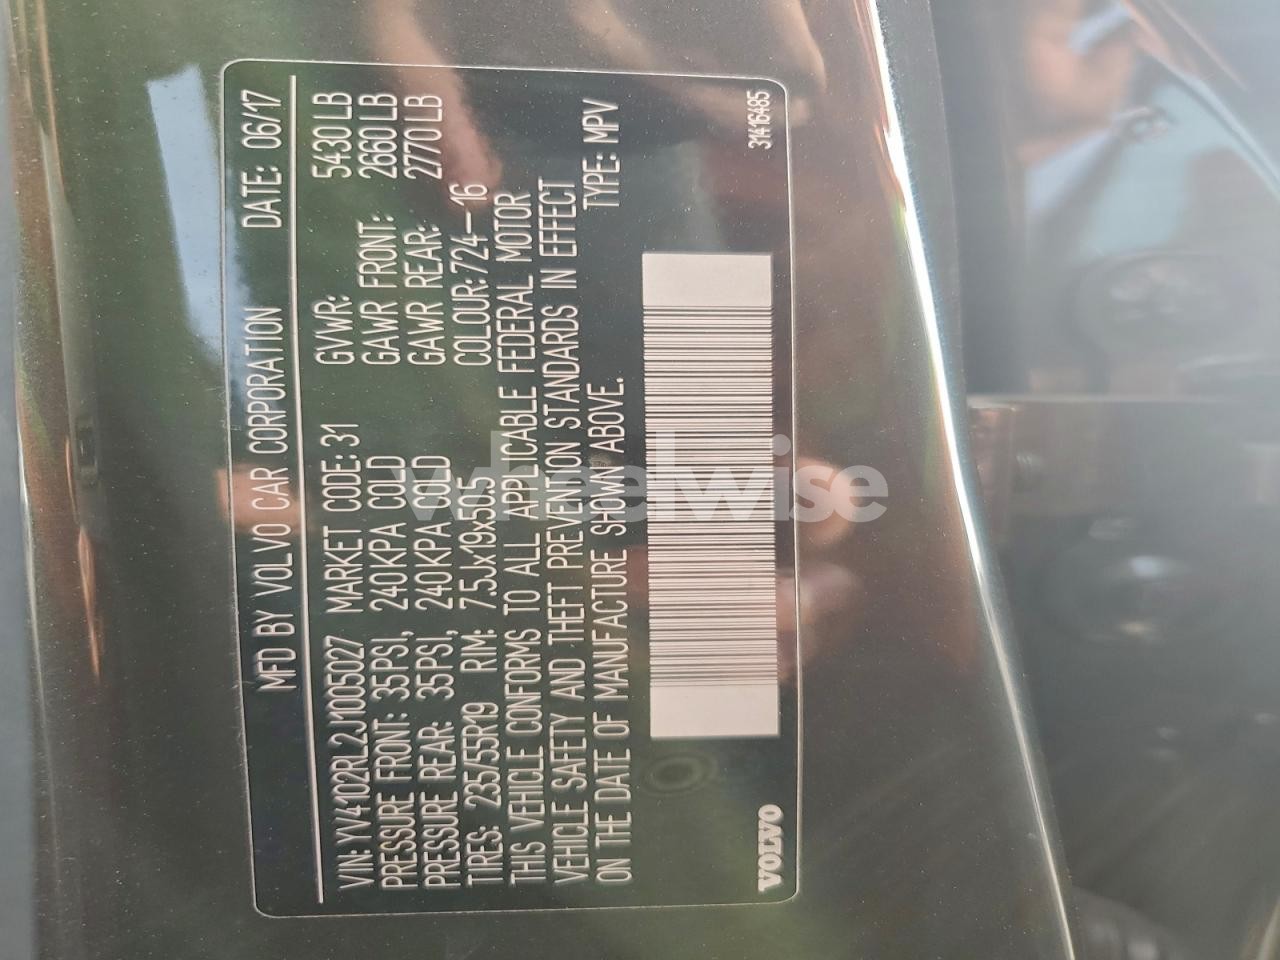 MFD BY VOLVO CAR CORPORATION DATE: 06/17
VIN: YV4102RL2J1005027 MARKET CODE: 31 GVWR: 5430 LB
PRESSURE FRONT: 35PSI, 240KPA COLD GAWR FRONT: 2660 LB
PRESSURE REAR: 35PSI, 240KPA COLD GAWR REAR: 2770 LB
TIRES: 235/55R19 RIM: 7.5Jx19x50.5 COLOUR: 724-16
THIS VEHICLE CONFORMS TO ALL APPLICABLE FEDERAL MOTOR
VEHICLE SAFETY AND THEFT PREVENTION STANDARDS IN EFFECT
ON THE DATE OF MANUFACTURE SHOWN ABOVE. TYPE: MPV
VOLVO 31416485
wheelwise